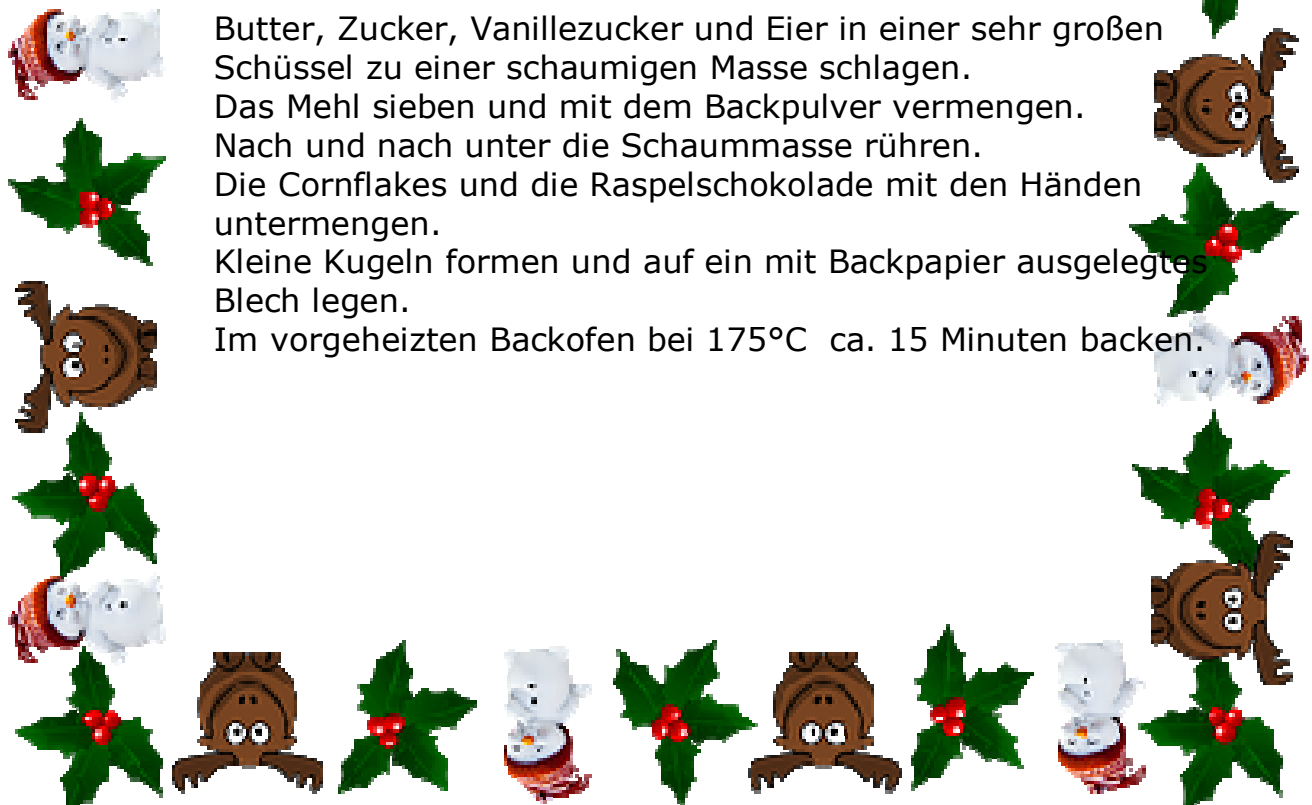 Butter, Zucker, Vanillezucker und Eier in einer sehr großen
Schüssel zu einer schaumigen Masse schlagen.
Das Mehl sieben und mit dem Backpulver vermengen.
Nach und nach unter die Schaummasse rühren.
Die Cornflakes und die Raspelschokolade mit den Händen
untermengen.
Kleine Kugeln formen und auf ein mit Backpapier ausgelegtes
Blech legen.
Im vorgeheizten Backofen bei 175°C  ca. 15 Minuten backen.